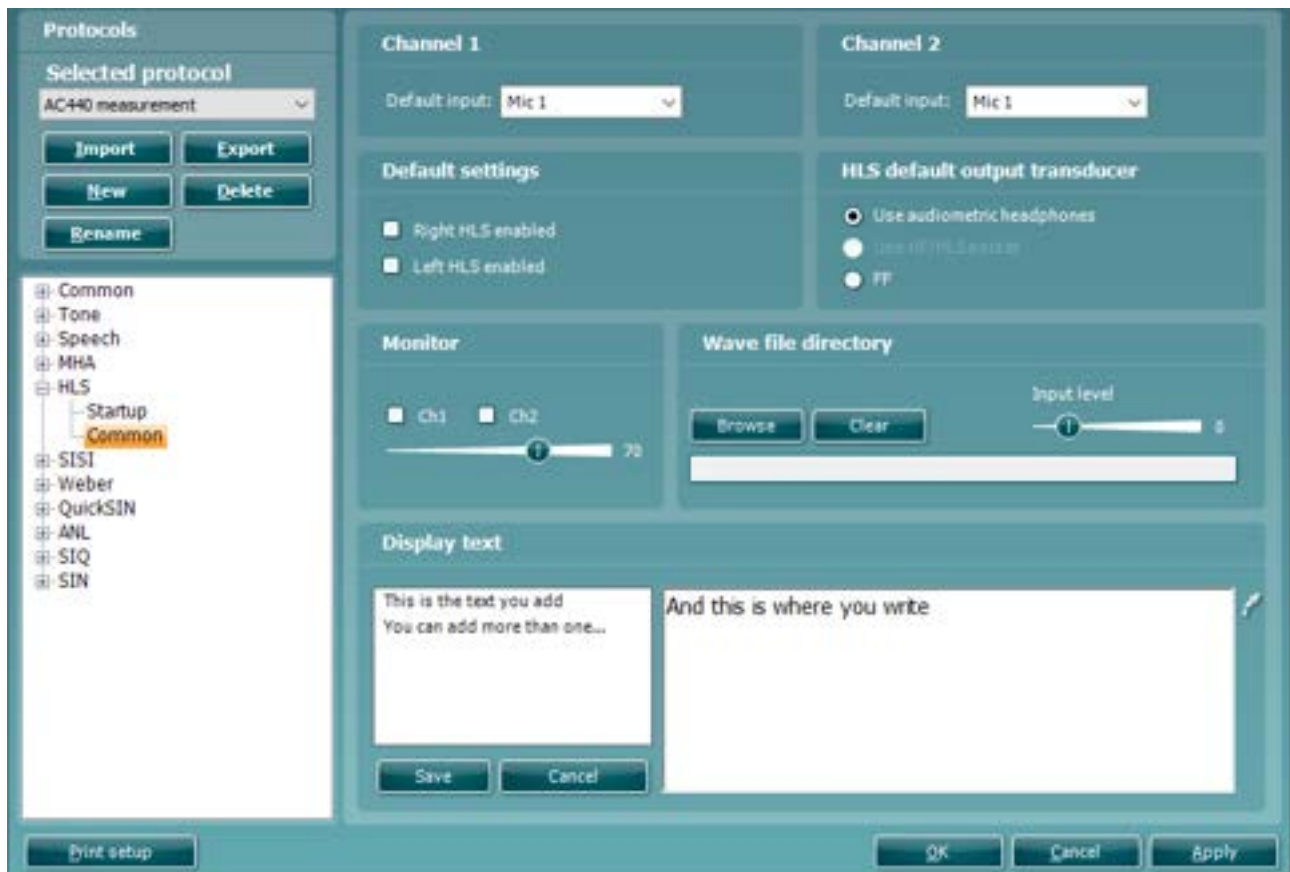 Protocols
Selected protocol
AC440 measurement
Import
Export
New
Delete
Rename
Common
Tone
Speech
MHA
HLS
Startup
Common
SISI
Weber
QuickSIN
ANL
SIQ
SIN
Channel 1
Default input: Mic 1
Channel 2
Default input: Mic 1
Default settings
Right HLS enabled
Left HLS enabled
HLS default output transducer
Use audiometric headphones
FF
Monitor
Ch1
Ch2
70
Wave file directory
Browse
Clear
Input level
0
Display text
This is the text you add
You can add more than one...
And this is where you write
Save
Cancel
Print setup
OK
Cancel
Apply